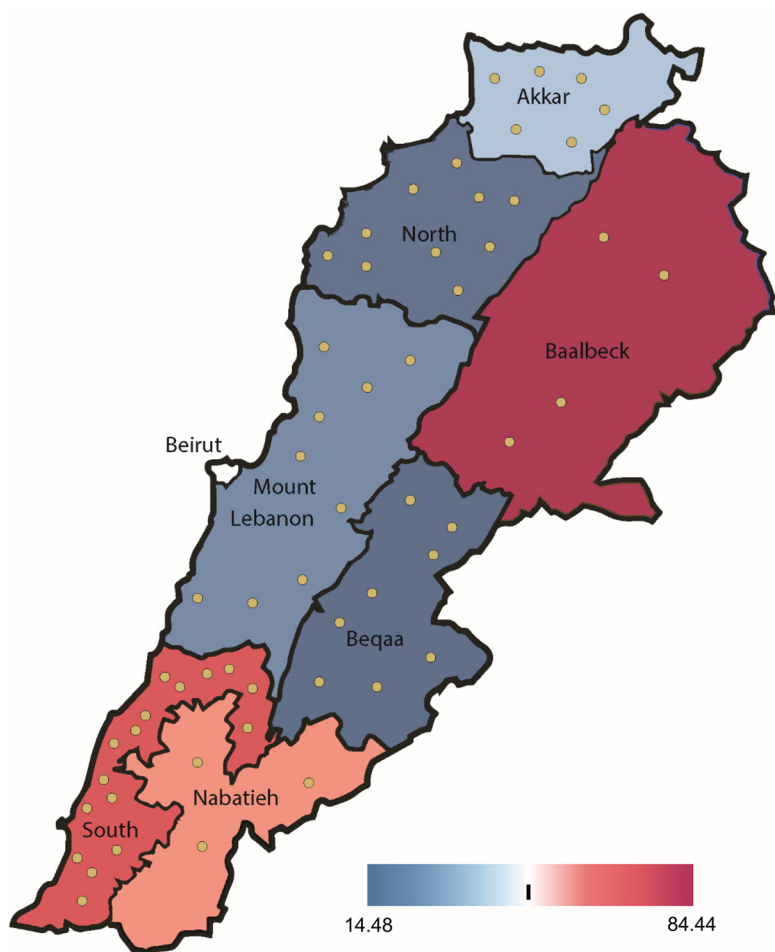 Akkar
North
Baalbeck
Beirut
Mount
Lebanon
Beqaa
Nabatieh
South
14.48
84.44